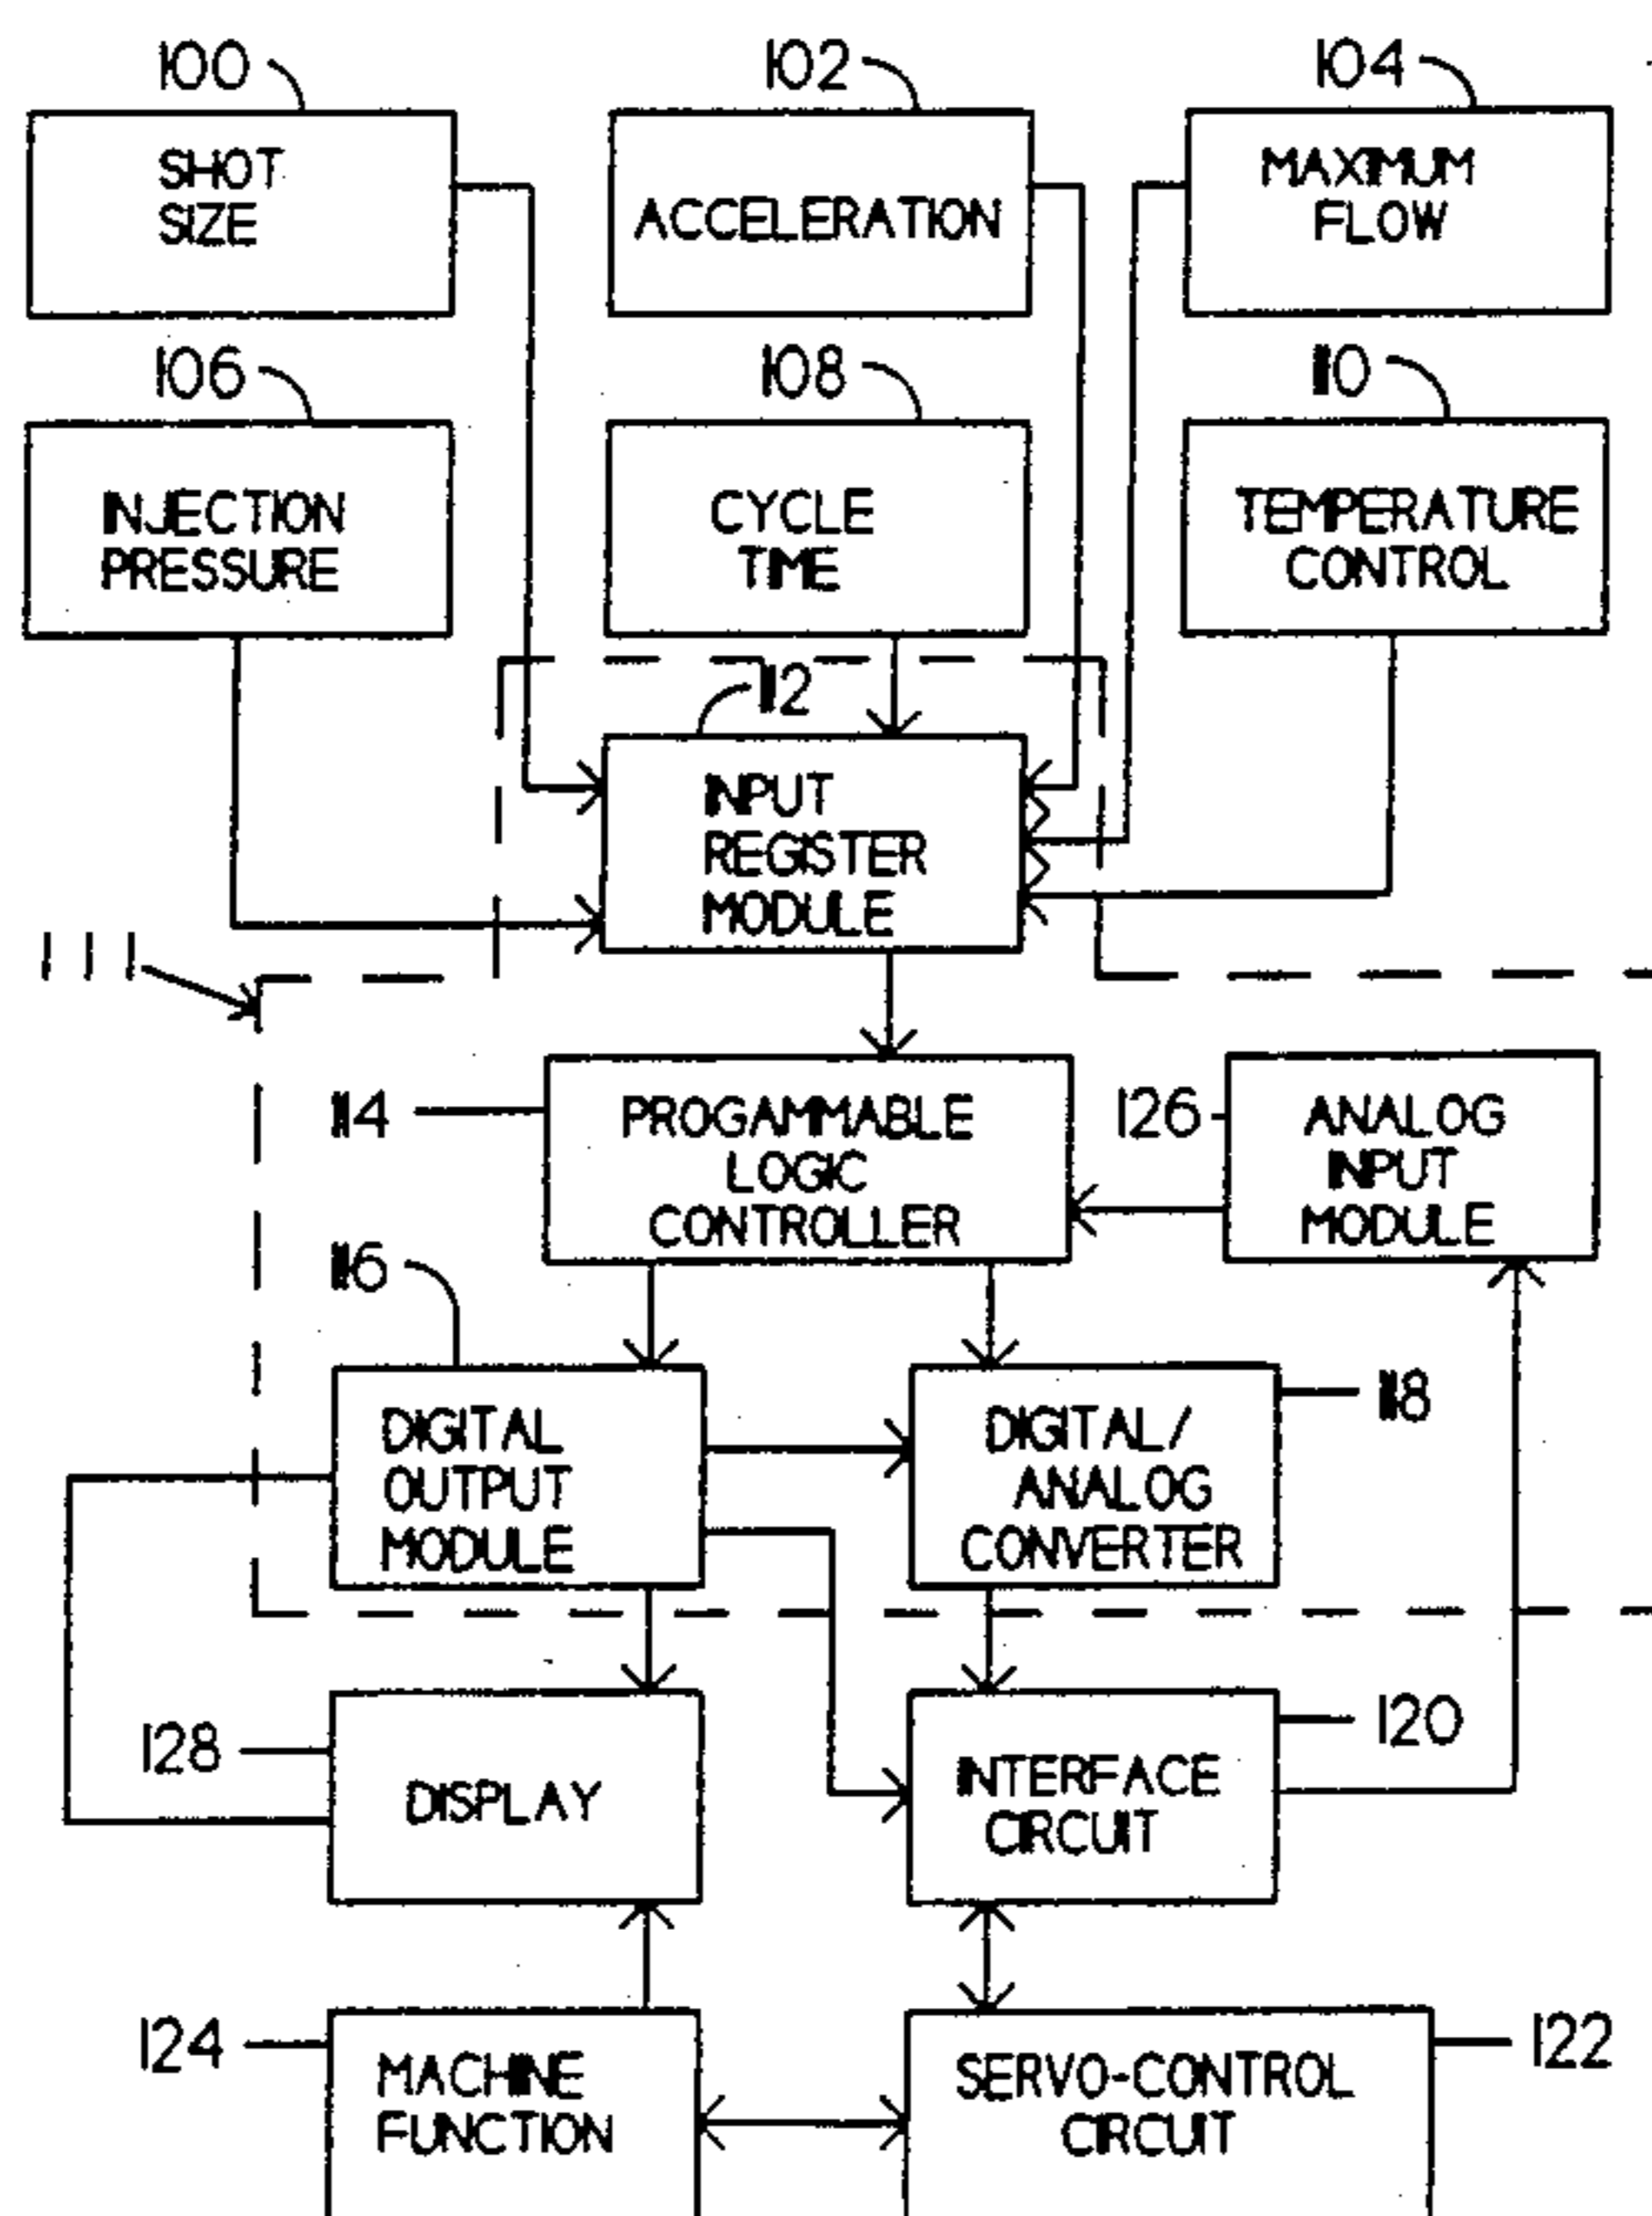 100
102
104
SHOT
SIZE
ACCELERATION
MAXIMUM
FLOW
106
108
110
INJECTION
PRESSURE
CYCLE
TIME
TEMPERATURE
CONTROL
112
INPUT
REGISTER
MODULE
111
114
PROGAMMABLE
LOGIC
CONTROLLER
126
ANALOG
INPUT
MODULE
116
DIGITAL
OUTPUT
MODULE
DIGITAL/
ANALOG
CONVERTER
118
128
DISPLAY
INTERFACE
CIRCUIT
120
124
MACHINE
FUNCTION
SERVO-CONTROL
CIRCUIT
122